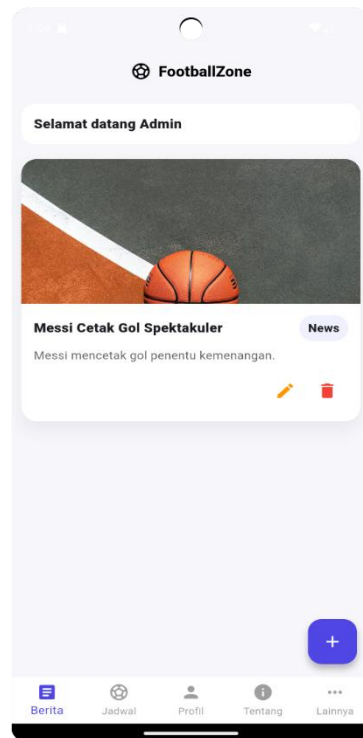 FootballZone
Selamat datang Admin
Messi Cetak Gol Spektakuler
News
Messi mencetak gol penentu kemenangan.
+
Berita
Jadwal
Profil
Tentang
Lainnya